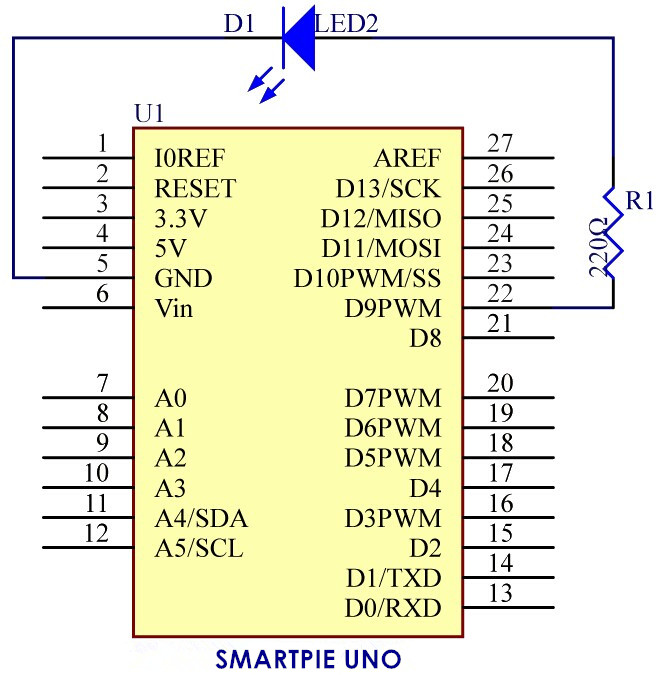 D1 LED2
U1
1 I0REF AREF 27
2 RESET D13/SCK 26
3 3.3V D12/MISO 25
R1
4 5V D11/MOSI 24
220Ω
5 GND D10PWM/SS 23
6 Vin D9PWM 22
D8 21
7 A0 D7PWM 20
8 A1 D6PWM 19
9 A2 D5PWM 18
10 A3 D4 17
11 A4/SDA D3PWM 16
12 A5/SCL D2 15
D1/TXD 14
D0/RXD 13
SMARTPIE UNO